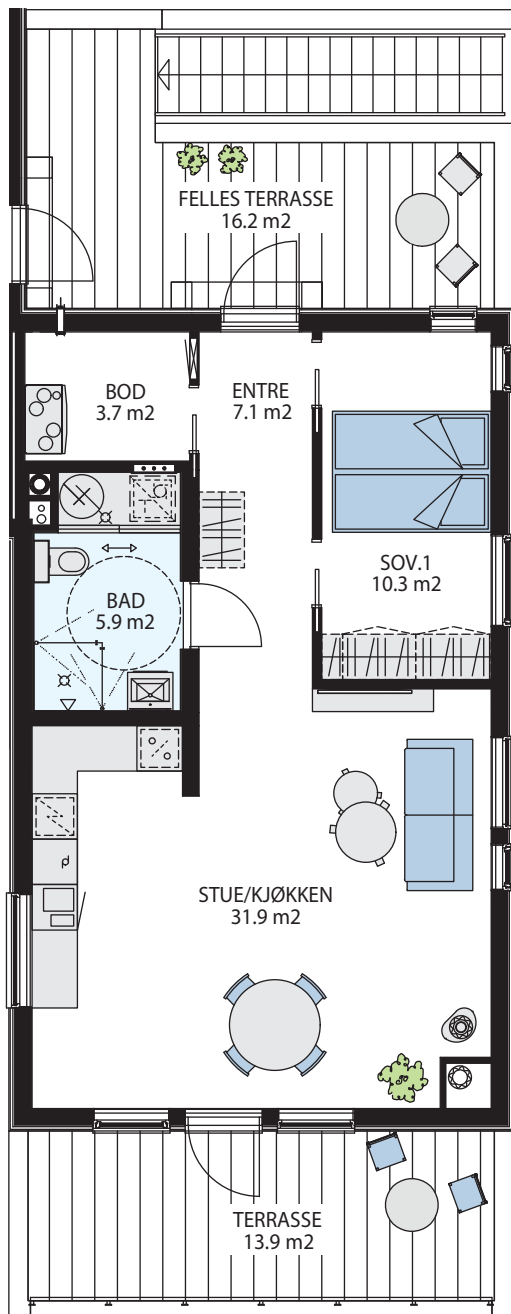 FELLES TERRASSE
16.2 m2
BOD
3.7 m2
ENTRE
7.1 m2
SOV.1
10.3 m2
BAD
5.9 m2
STUE/KJØKKEN
31.9 m2
TERRASSE
13.9 m2